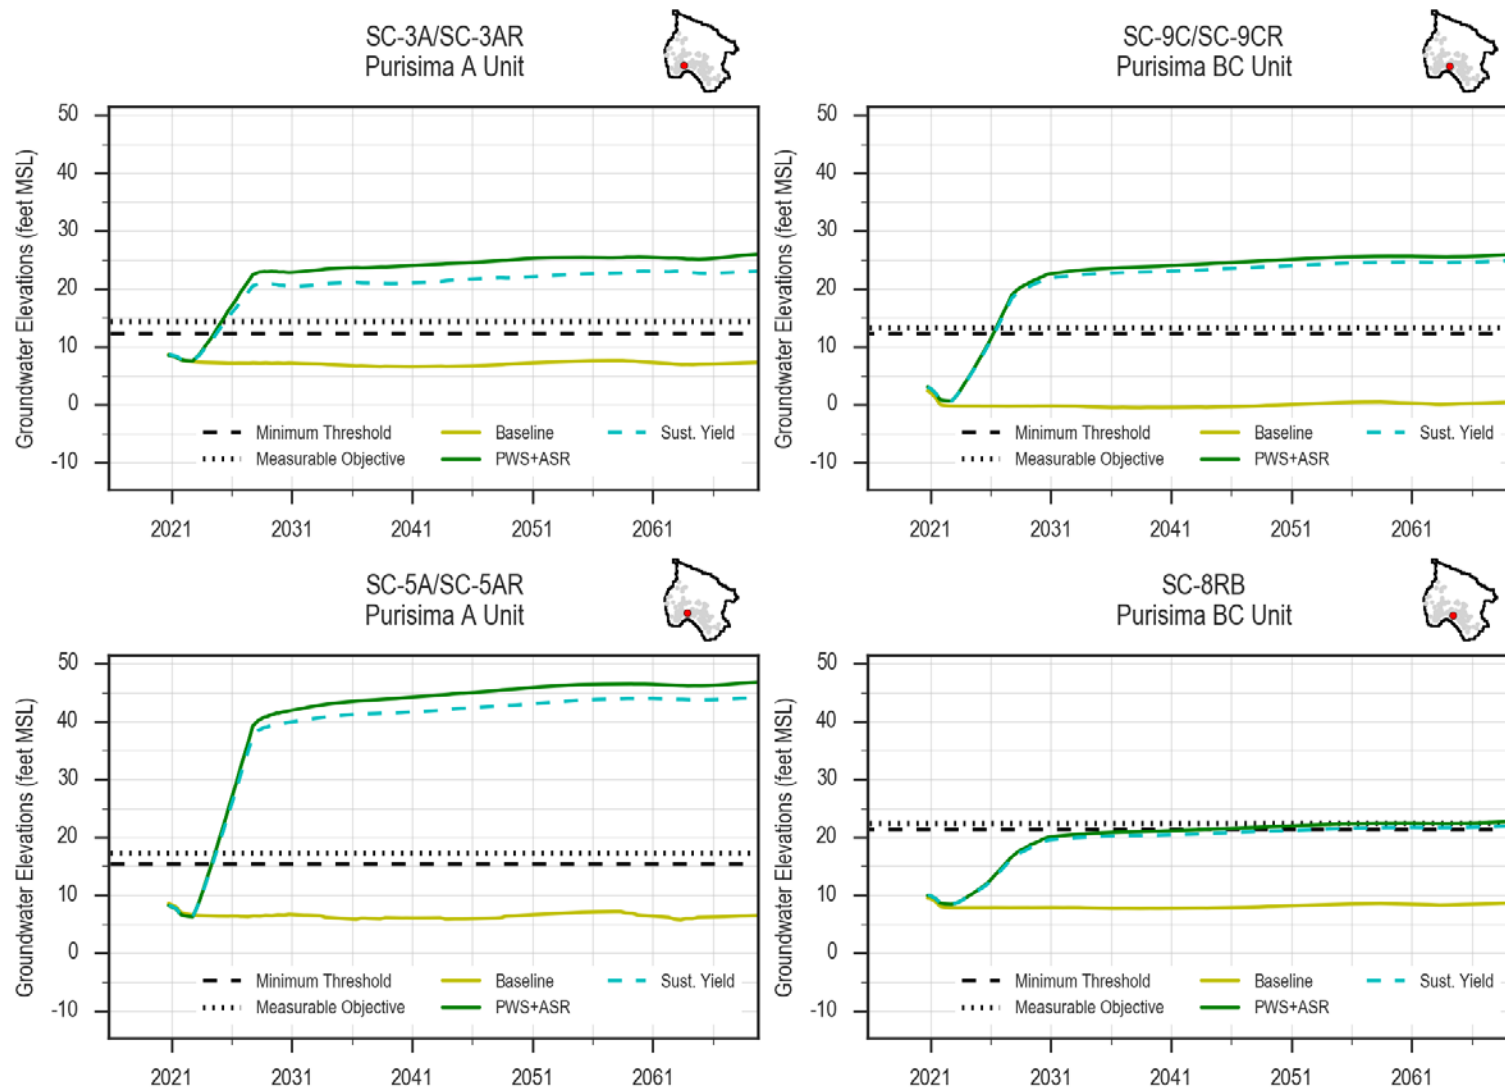 SC-3A/SC-3AR
Purisima A Unit
Groundwater Elevations (feet MSL)
50
40
30
20
10
0
-10
Minimum Threshold
Baseline
Sust. Yield
Measurable Objective
PWS+ASR
2021
2031
2041
2051
2061
SC-9C/SC-9CR
Purisima BC Unit
Groundwater Elevations (feet MSL)
50
40
30
20
10
0
-10
Minimum Threshold
Baseline
Sust. Yield
Measurable Objective
PWS+ASR
2021
2031
2041
2051
2061
SC-5A/SC-5AR
Purisima A Unit
Groundwater Elevations (feet MSL)
50
40
30
20
10
0
-10
Minimum Threshold
Baseline
Sust. Yield
Measurable Objective
PWS+ASR
2021
2031
2041
2051
2061
SC-8RB
Purisima BC Unit
Groundwater Elevations (feet MSL)
50
40
30
20
10
0
-10
Minimum Threshold
Baseline
Sust. Yield
Measurable Objective
PWS+ASR
2021
2031
2041
2051
2061